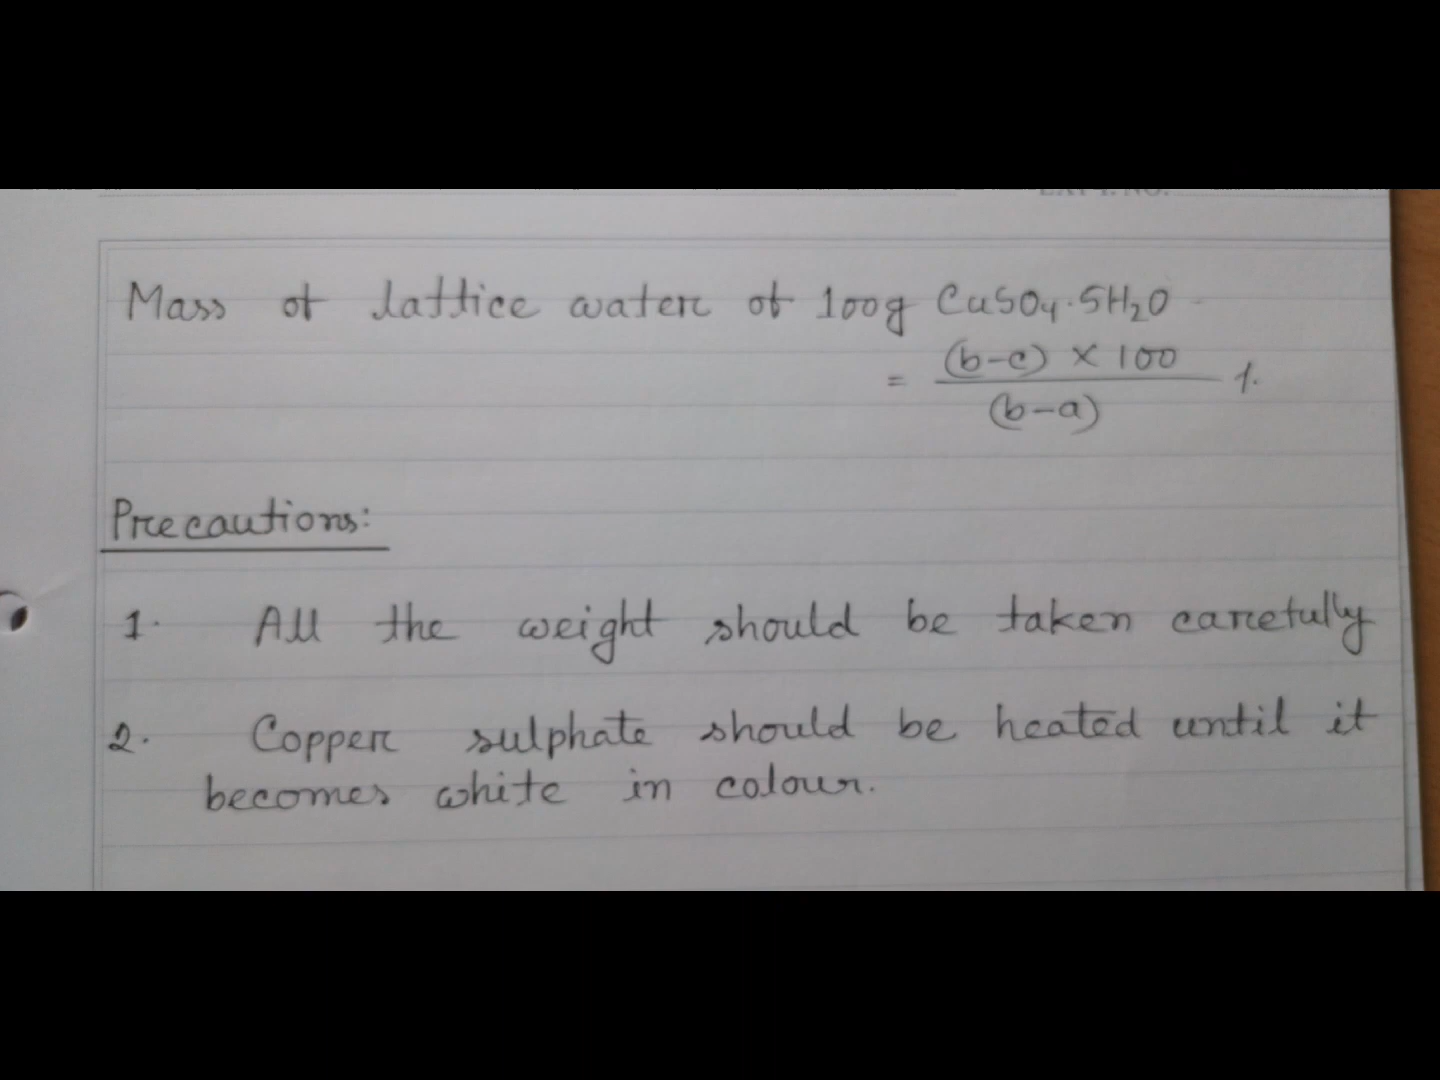 Mass of lattice water of 100g CuSO₄·5H₂O
= (b-c) × 100 / (b-a) %
Precautions:
1. All the weight should be taken carefully
2. Copper sulphate should be heated until it
becomes white in colour.